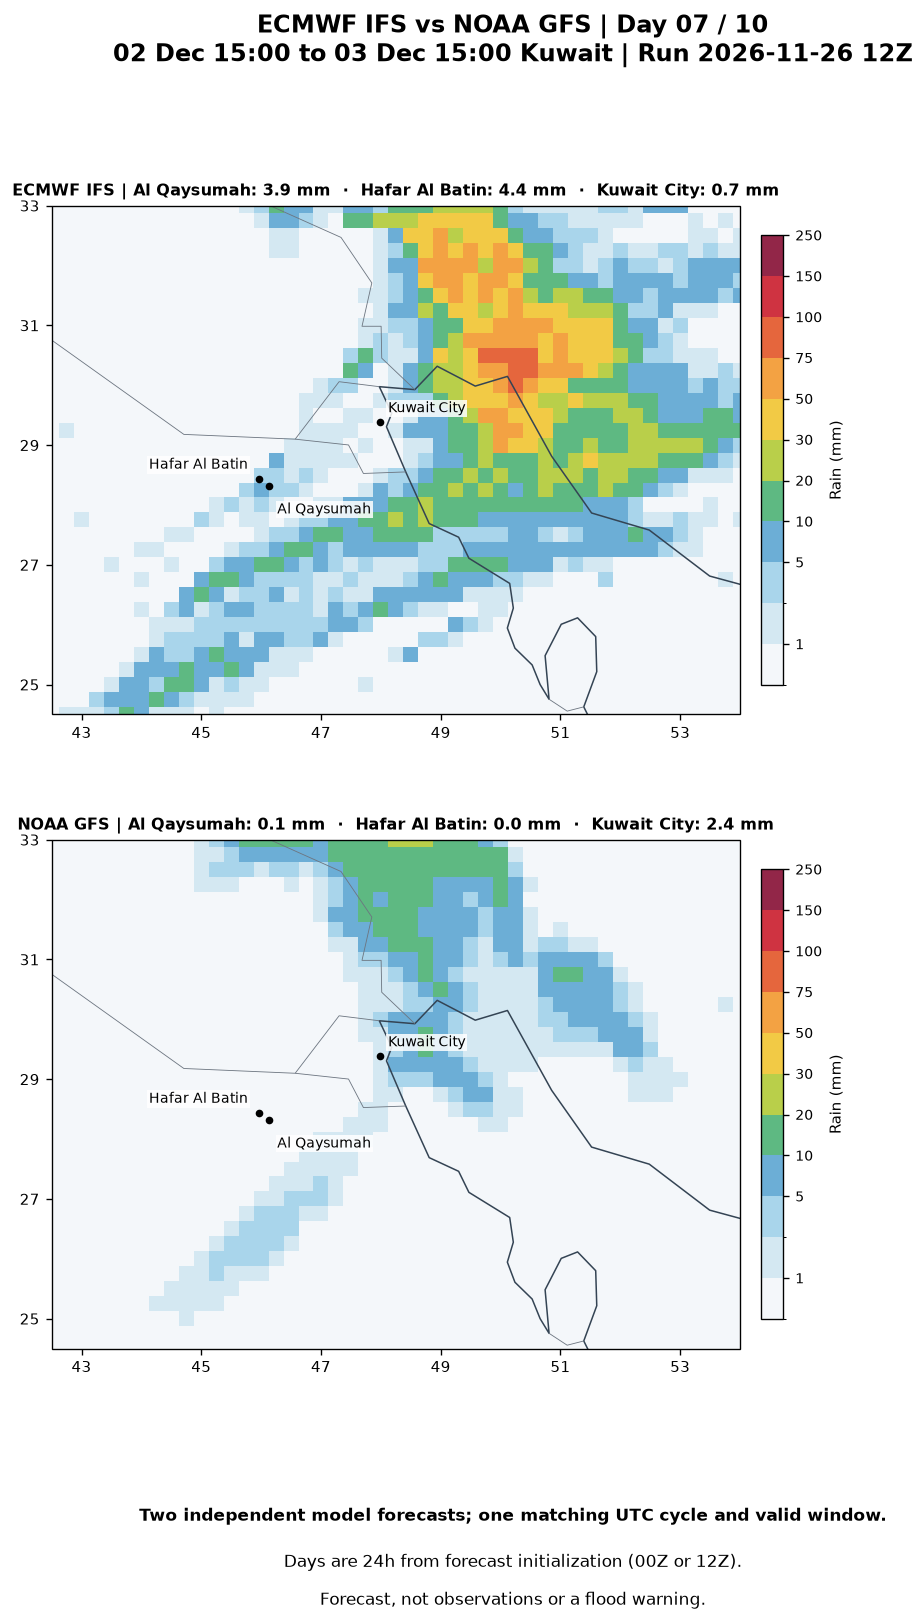 ECMWF IFS vs NOAA GFS | Day 07 / 10
02 Dec 15:00 to 03 Dec 15:00 Kuwait | Run 2026-11-26 12Z
ECMWF IFS | Al Qaysumah: 3.9 mm · Hafar Al Batin: 4.4 mm · Kuwait City: 0.7 mm
33
31
29
27
25
43 45 47 49 51 53
Kuwait City
Hafar Al Batin
Al Qaysumah
250
150
100
75
50
30
20
10
5
1
Rain (mm)
NOAA GFS | Al Qaysumah: 0.1 mm · Hafar Al Batin: 0.0 mm · Kuwait City: 2.4 mm
33
31
29
27
25
43 45 47 49 51 53
Kuwait City
Hafar Al Batin
Al Qaysumah
250
150
100
75
50
30
20
10
5
1
Rain (mm)
Two independent model forecasts; one matching UTC cycle and valid window.
Days are 24h from forecast initialization (00Z or 12Z).
Forecast, not observations or a flood warning.